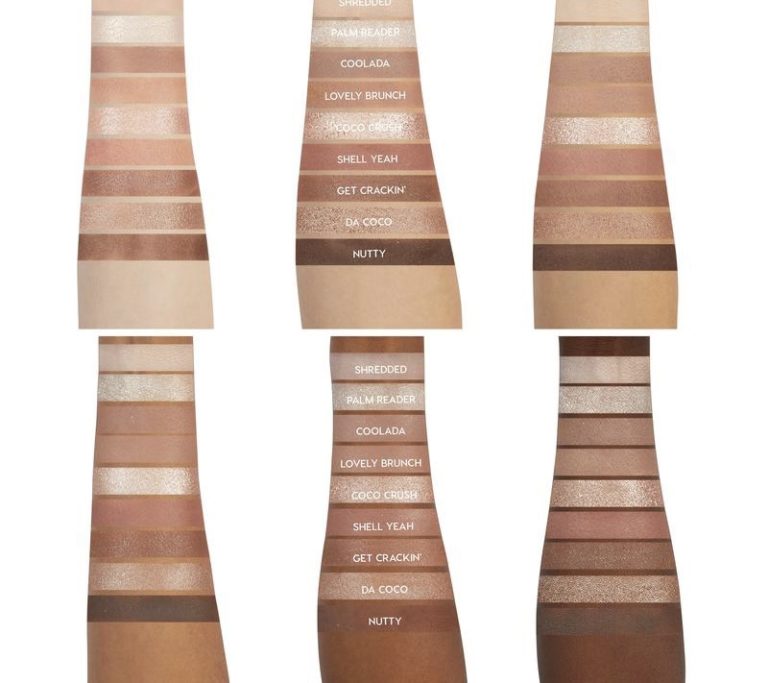 SHREDDED
PALM READER
COOLADA
LOVELY BRUNCH
COCO CRUSH
SHELL YEAH
GET CRACKIN'
DA COCO
NUTTY
SHREDDED
PALM READER
COOLADA
LOVELY BRUNCH
COCO CRUSH
SHELL YEAH
GET CRACKIN'
DA COCO
NUTTY